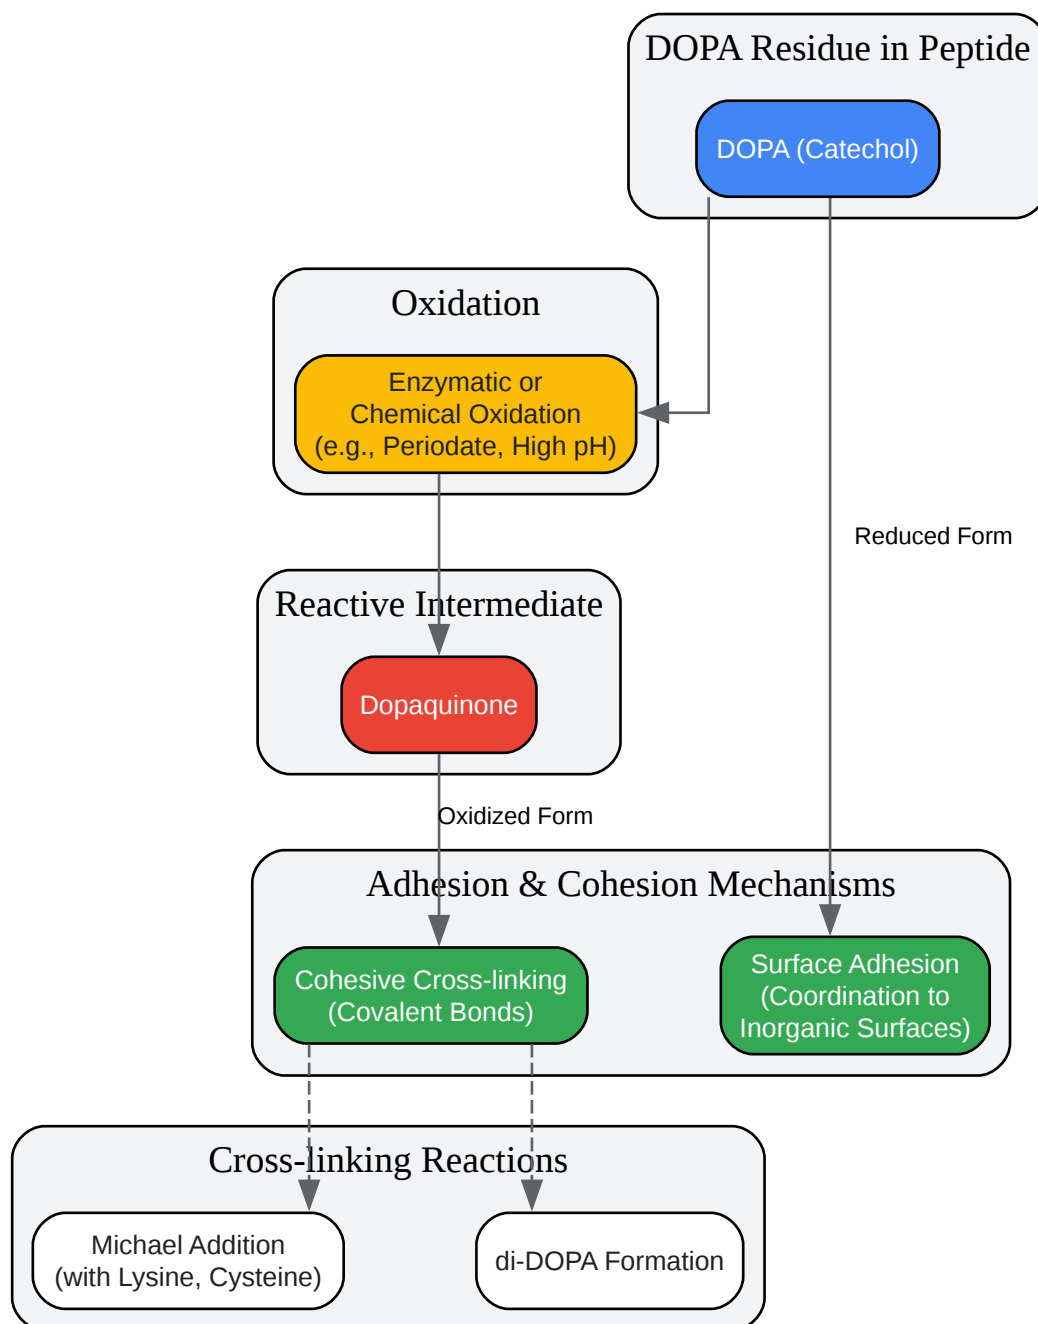 DOPA Residue in Peptide
DOPA (Catechol)
Oxidation
Enzymatic or
Chemical Oxidation
(e.g., Periodate, High pH)
Reduced Form
Reactive Intermediate
Dopaquinone
Oxidized Form
Adhesion & Cohesion Mechanisms
Cohesive Cross-linking
(Covalent Bonds)
Surface Adhesion
(Coordination to
Inorganic Surfaces)
Cross-linking Reactions
Michael Addition
(with Lysine, Cysteine)
di-DOPA Formation